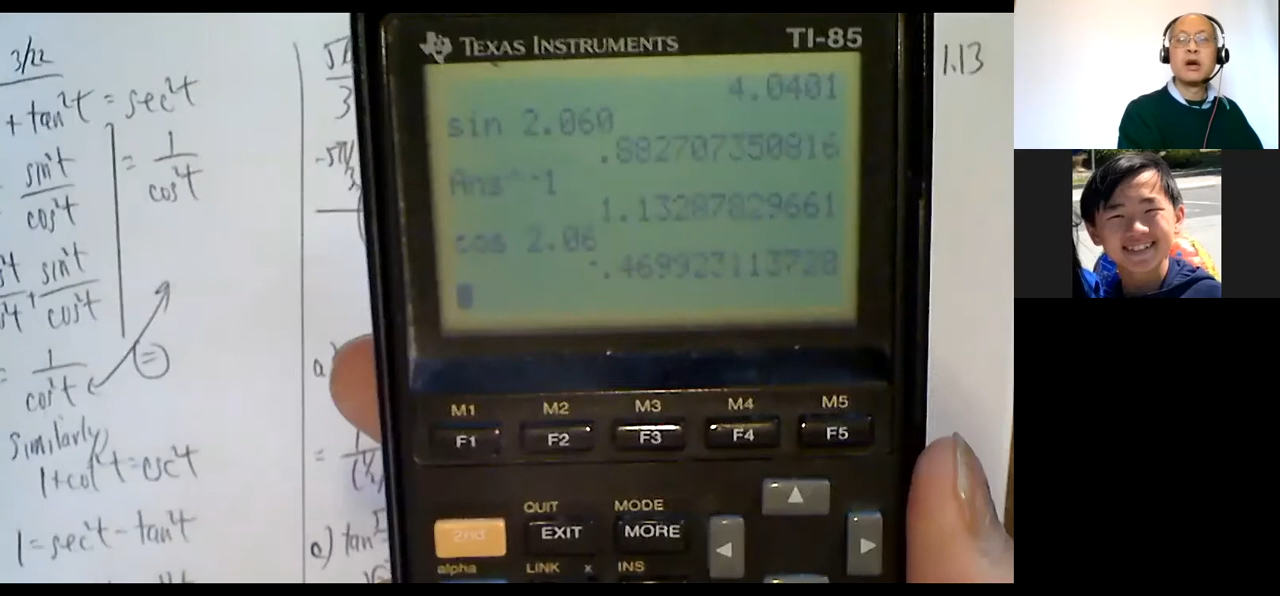 3/22
+ tan²t = sec²t
sin²t
cos²t
= 1
cos²t
sin²t
cos²t
1
cos²t
=
similarly
1+cot²t=csc²t
1=sec²t-tan²t
3
a)
=
c) tan
TEXAS INSTRUMENTS TI-85
4.0401
sin 2.060
.882707350816
Ans^-1
1.13287829661
cos 2.06
-.469923113728
M1 M2 M3 M4 M5
F1 F2 F3 F4 F5
QUIT MODE
2nd EXIT MORE
alpha LINK x INS
1.13